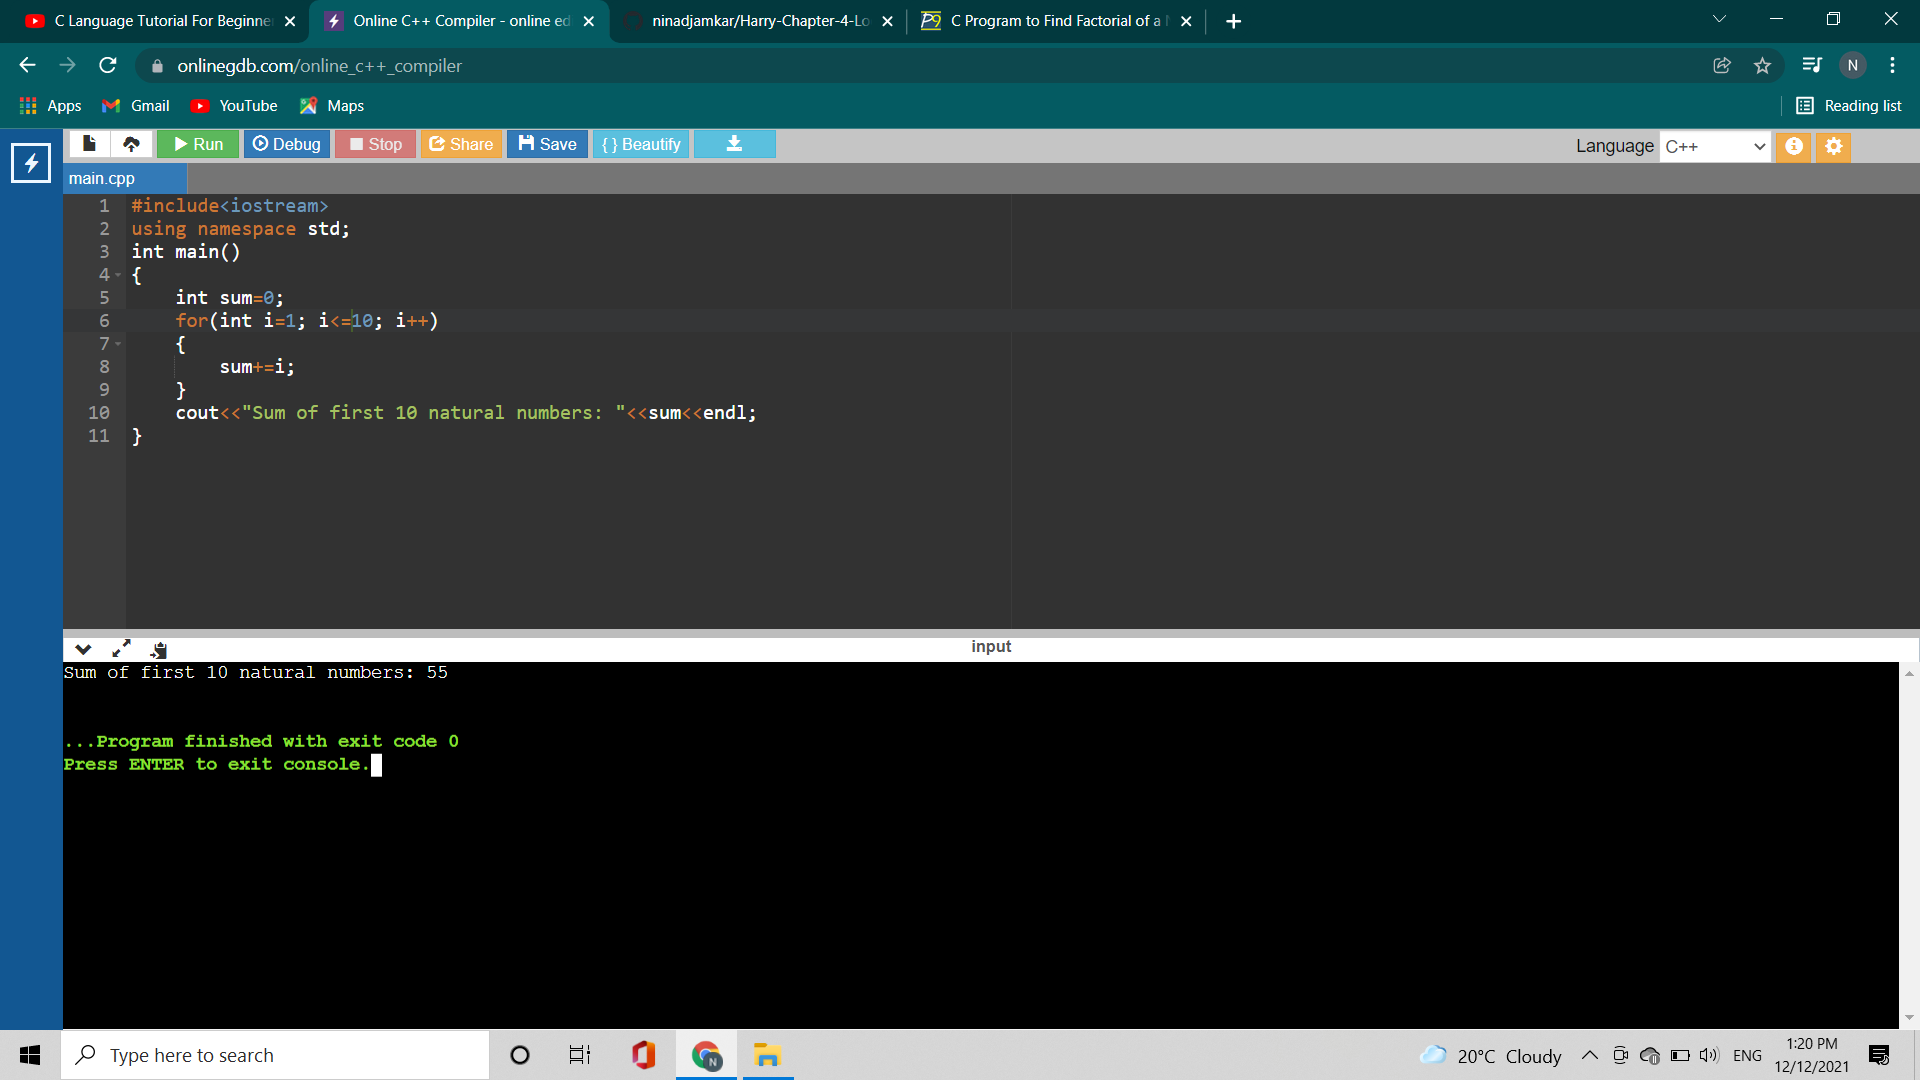 C Language Tutorial For Beginner
Online C++ Compiler - online ed
ninadjamkar/Harry-Chapter-4-Lo
C Program to Find Factorial of a
onlinegdb.com/online_c++_compiler
N
Apps
Gmail
YouTube
Maps
Reading list
Run
Debug
Stop
Share
Save
{ } Beautify
Language
C++
main.cpp
1 #include<iostream>
2 using namespace std;
3 int main()
4 {
5 int sum=0;
6 for(int i=1; i<=10; i++)
7 {
8 sum+=i;
9 }
10 cout<<"Sum of first 10 natural numbers: "<<sum<<endl;
11 }
input
Sum of first 10 natural numbers: 55
...Program finished with exit code 0
Press ENTER to exit console.
Type here to search
N
20°C Cloudy
ENG
1:20 PM
12/12/2021